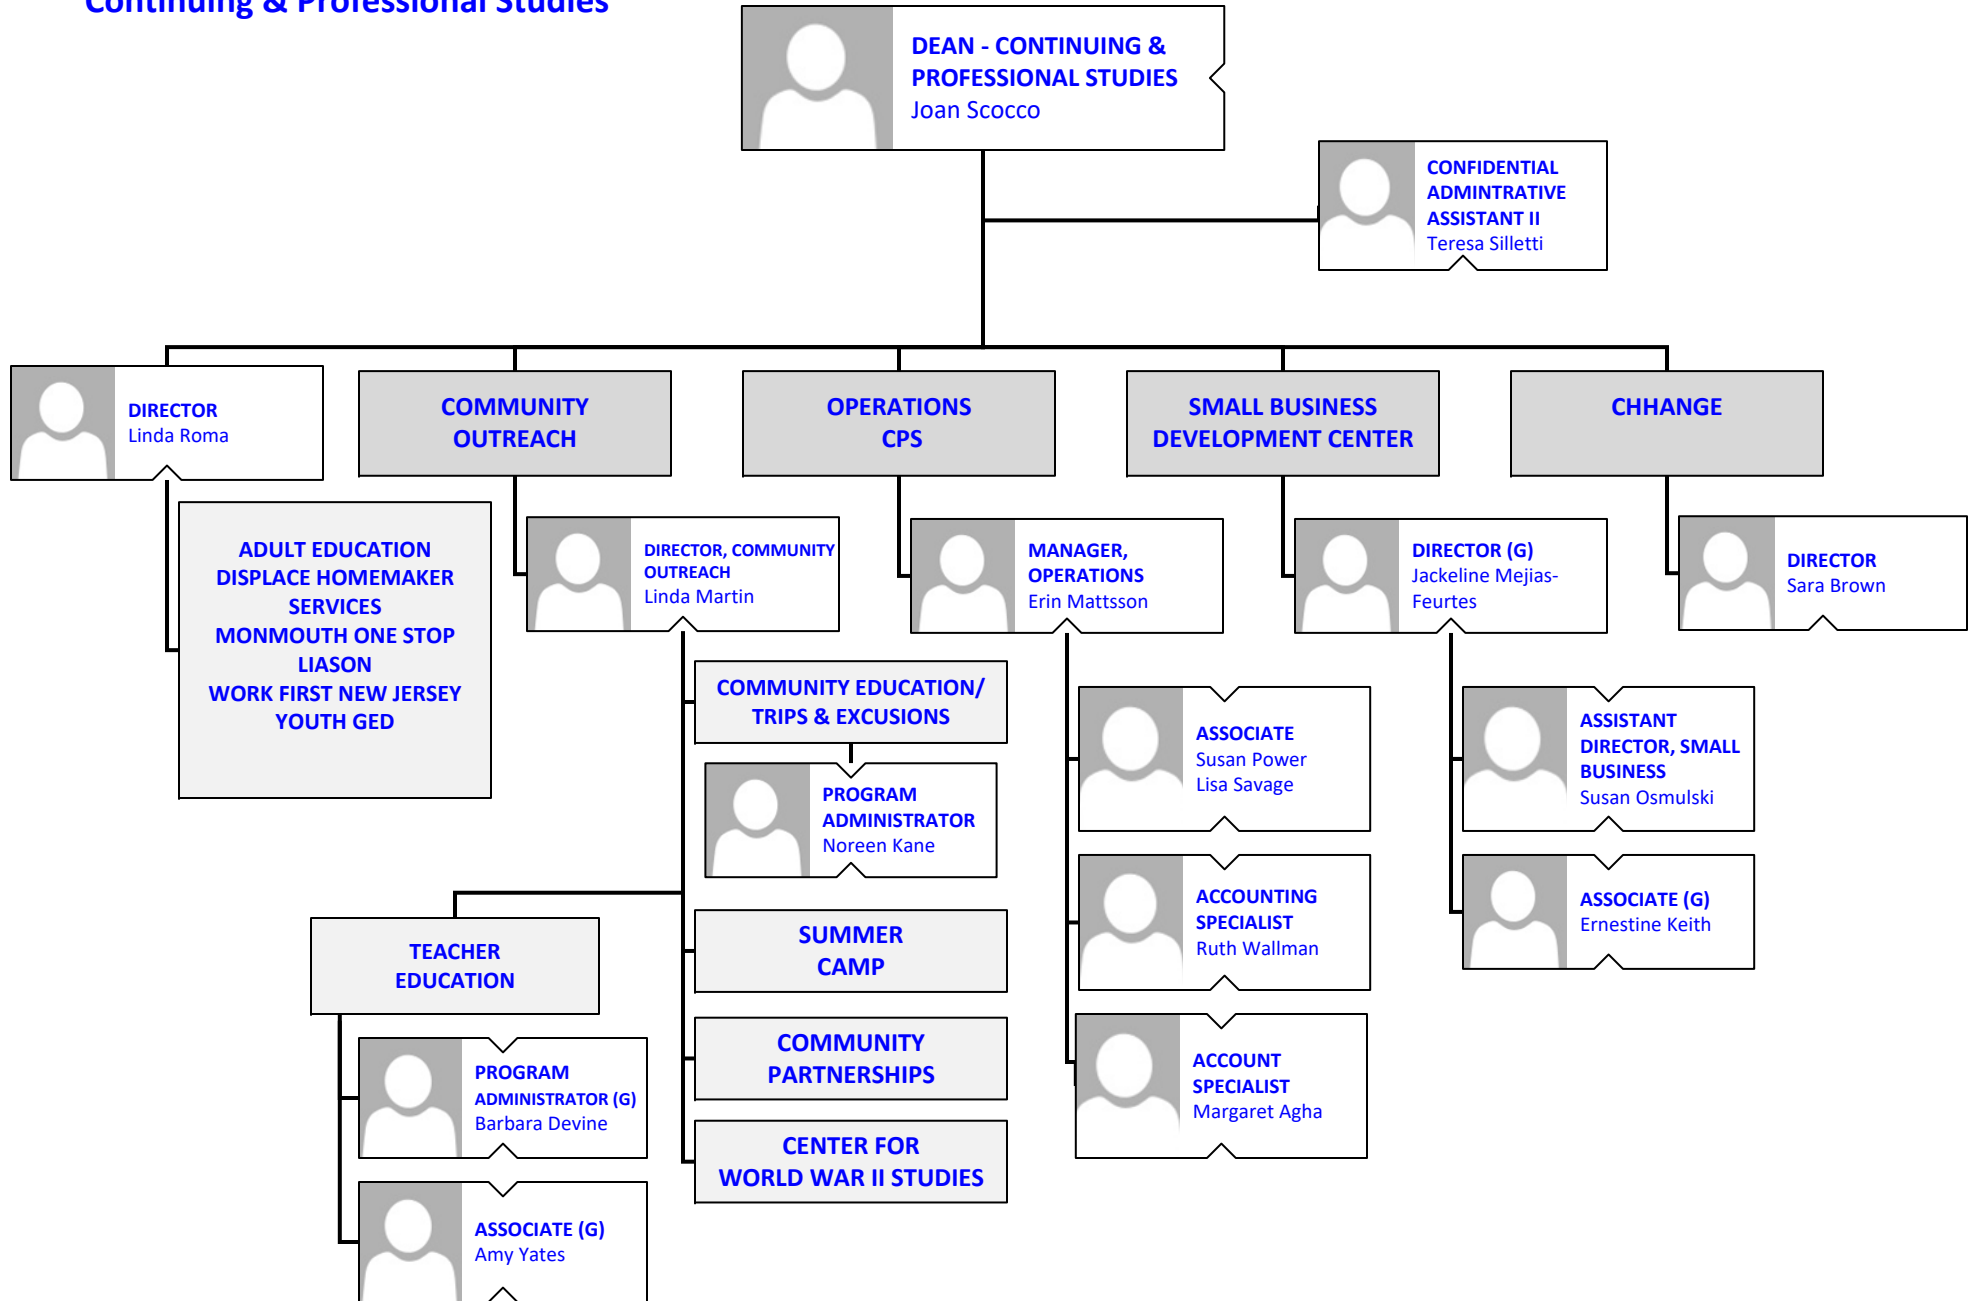 Continuing & Professional Studies
DEAN - CONTINUING &
PROFESSIONAL STUDIES
Joan Scocco
CONFIDENTIAL
ADMINTRATIVE
ASSISTANT II
Teresa Silletti
DIRECTOR
Linda Roma
COMMUNITY
OUTREACH
OPERATIONS
CPS
SMALL BUSINESS
DEVELOPMENT CENTER
CHHANGE
ADULT EDUCATION
DISPLACE HOMEMAKER
SERVICES
MONMOUTH ONE STOP
LIASON
WORK FIRST NEW JERSEY
YOUTH GED
DIRECTOR, COMMUNITY
OUTREACH
Linda Martin
MANAGER,
OPERATIONS
Erin Mattsson
DIRECTOR (G)
Jackeline Mejias-
Feurtes
DIRECTOR
Sara Brown
COMMUNITY EDUCATION/
TRIPS & EXCUSIONS
PROGRAM
ADMINISTRATOR
Noreen Kane
ASSOCIATE
Susan Power
Lisa Savage
ASSISTANT
DIRECTOR, SMALL
BUSINESS
Susan Osmulski
ACCOUNTING
SPECIALIST
Ruth Wallman
ASSOCIATE (G)
Ernestine Keith
TEACHER
EDUCATION
SUMMER
CAMP
COMMUNITY
PARTNERSHIPS
ACCOUNT
SPECIALIST
Margaret Agha
PROGRAM
ADMINISTRATOR (G)
Barbara Devine
CENTER FOR
WORLD WAR II STUDIES
ASSOCIATE (G)
Amy Yates